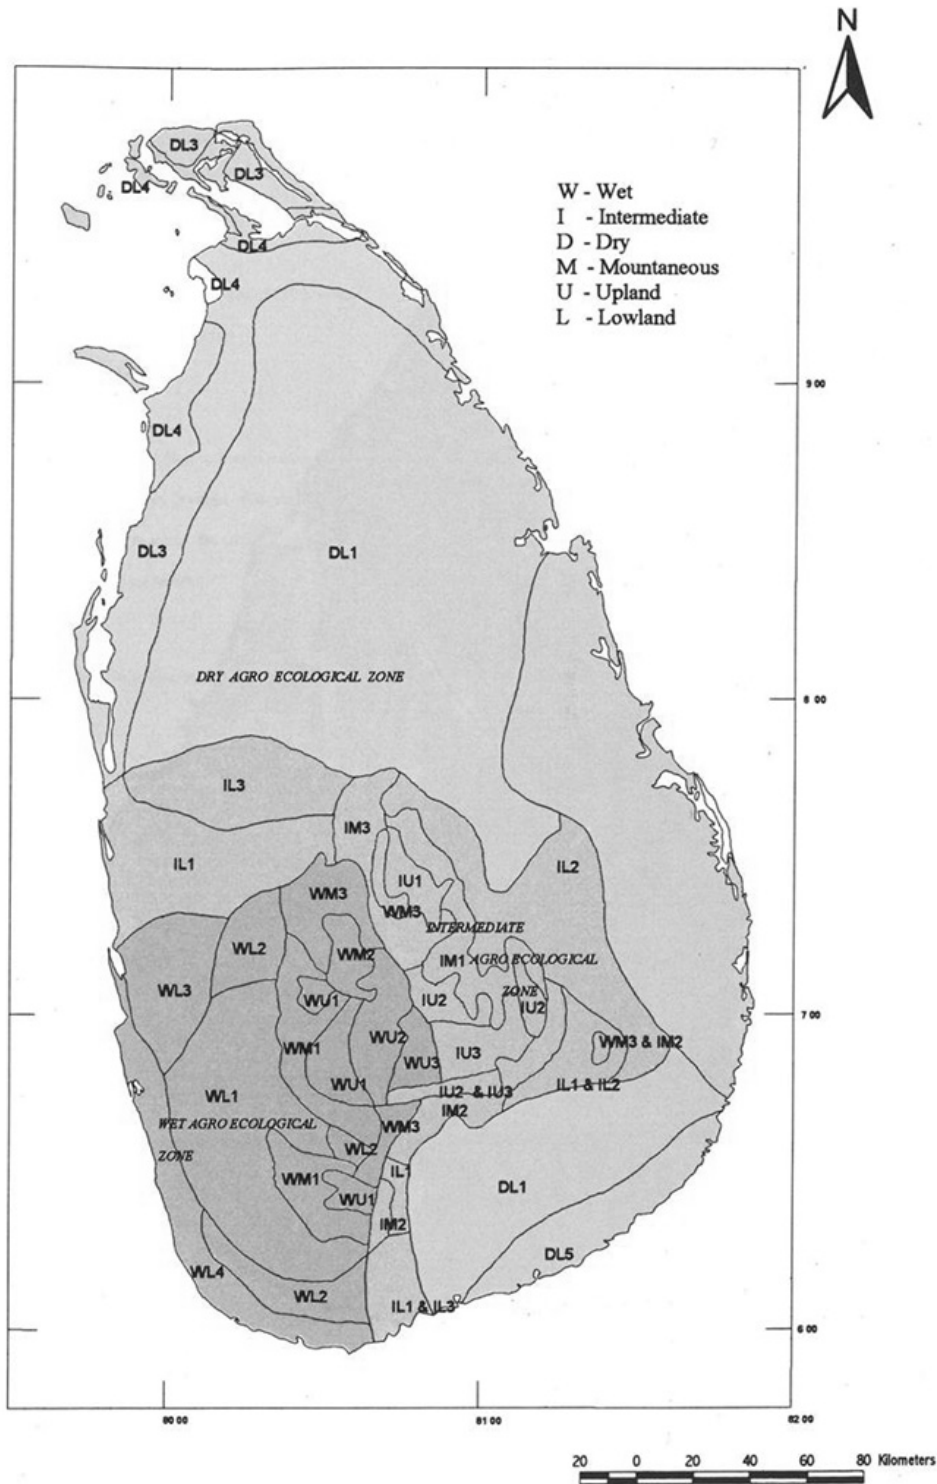 N
DL3
DL3
DL4
W - Wet
I - Intermediate
D - Dry
M - Mountaneous
U - Upland
L - Lowland
DL4
DL4
9 00
DL4
DL3
DL1
DRY AGRO ECOLOGICAL ZONE
8 00
IL3
IM3
IL1
IL2
IU1
WM3
WM3
INTERMEDIATE
WL2
WM2
IM1
AGRO ECOLOGICAL
WL3
WU1
IU2
ZONE
IU2
7 00
WM1
WU2
WU3
IU3
WM3 & IM2
WL1
WU1
IU2 & IU3
IL1 & IL2
IM2
WET AGRO ECOLOGICAL
WM3
ZONE
WL2
WM1
IL1
WU1
DL1
IM2
DL5
WL4
WL2
IL1 & IL3
6 00
80 00
81 00
82 00
20 0 20 40 60 80 Kilometers